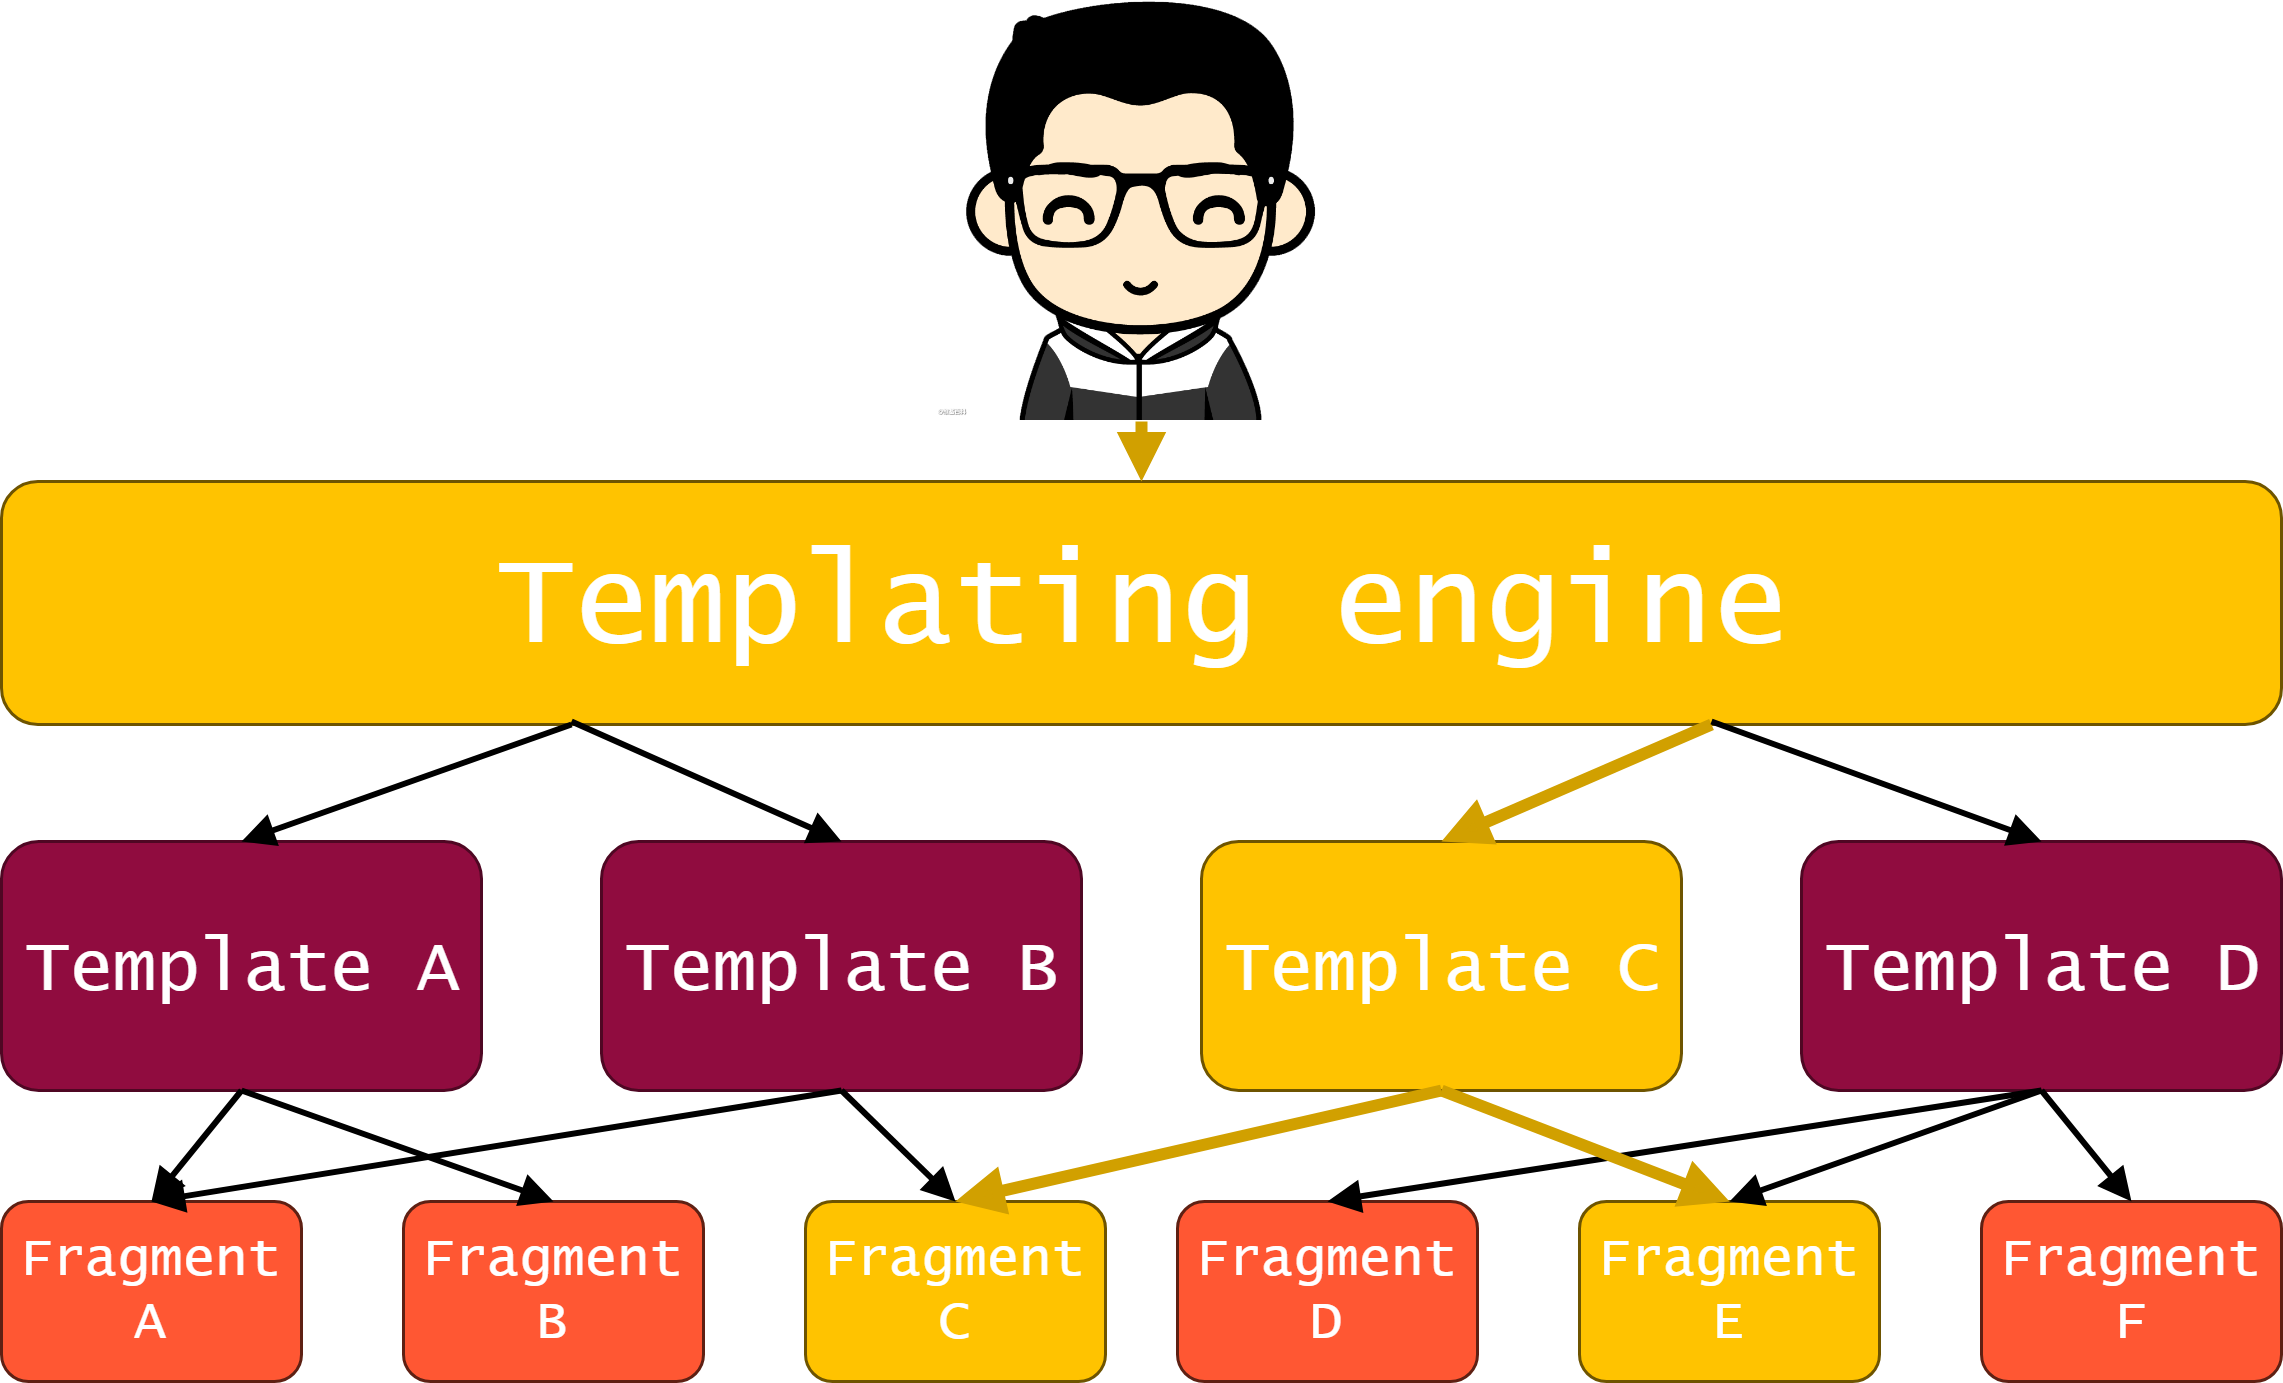 Templating engine
Template A
Template B
Template C
Template D
Fragment
A
Fragment
B
Fragment
C
Fragment
D
Fragment
E
Fragment
F